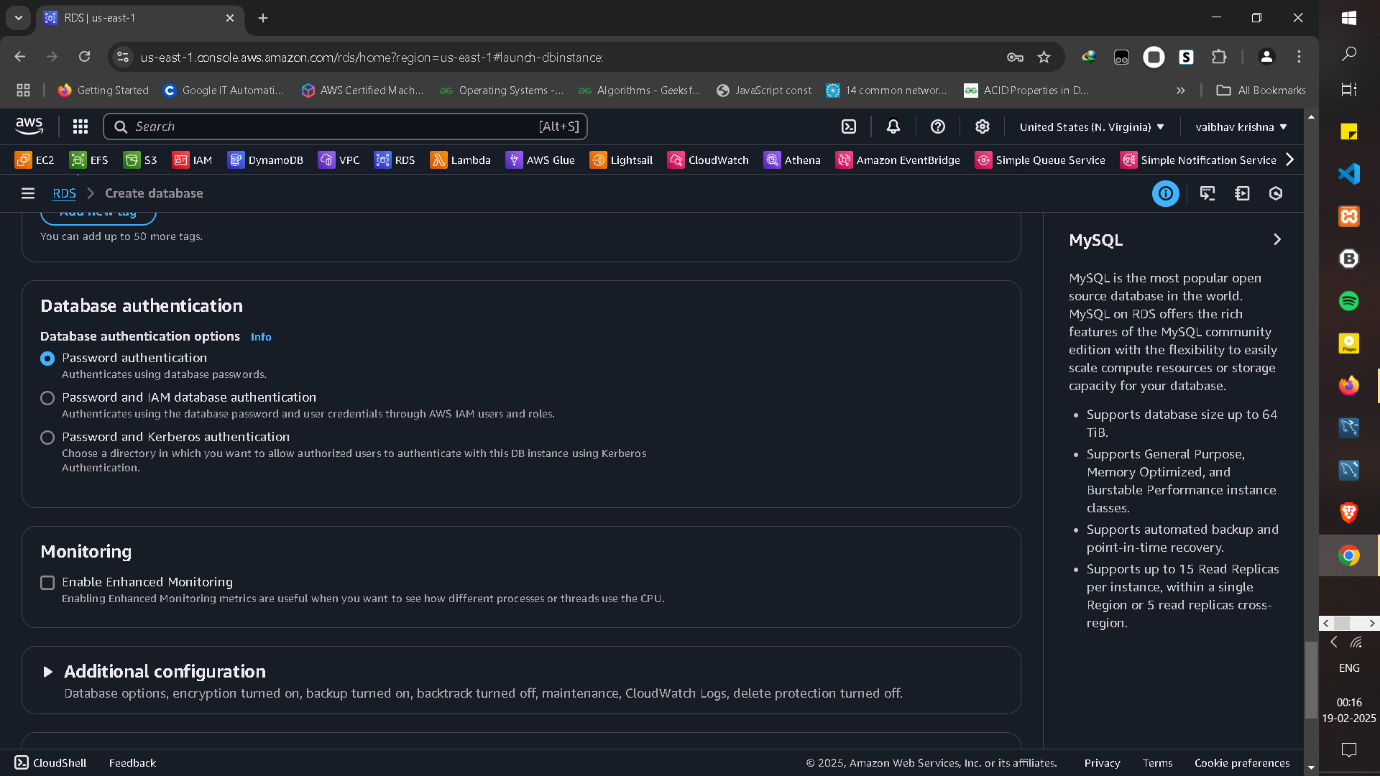 RDS | us-east-1
us-east-1.console.aws.amazon.com/rds/home?region=us-east-1#launch-dbinstance:
Getting Started
Google IT Automati...
AWS Certified Mach...
Operating Systems -...
Algorithms - Geeksf...
JavaScript const
14 common networ...
ACID Properties in D...
»
All Bookmarks
aws
Search
[Alt+S]
United States (N. Virginia)
vaibhav krishna
EC2
EFS
S3
IAM
DynamoDB
VPC
RDS
Lambda
AWS Glue
Lightsail
CloudWatch
Athena
Amazon EventBridge
Simple Queue Service
Simple Notification Service
RDS
Create database
Add new tag
You can add up to 50 more tags.
Database authentication
Database authentication options Info
Password authentication
Authenticates using database passwords.
Password and IAM database authentication
Authenticates using the database password and user credentials through AWS IAM users and roles.
Password and Kerberos authentication
Choose a directory in which you want to allow authorized users to authenticate with this DB instance using Kerberos
Authentication.
Monitoring
Enable Enhanced Monitoring
Enabling Enhanced Monitoring metrics are useful when you want to see how different processes or threads use the CPU.
Additional configuration
Database options, encryption turned on, backup turned on, backtrack turned off, maintenance, CloudWatch Logs, delete protection turned off.
MySQL
MySQL is the most popular open
source database in the world.
MySQL on RDS offers the rich
features of the MySQL community
edition with the flexibility to easily
scale compute resources or storage
capacity for your database.
• Supports database size up to 64
TiB.
• Supports General Purpose,
Memory Optimized, and
Burstable Performance instance
classes.
• Supports automated backup and
point-in-time recovery.
• Supports up to 15 Read Replicas
per instance, within a single
Region or 5 read replicas cross-
region.
CloudShell
Feedback
© 2025, Amazon Web Services, Inc. or its affiliates.
Privacy
Terms
Cookie preferences
ENG
00:16
19-02-2025